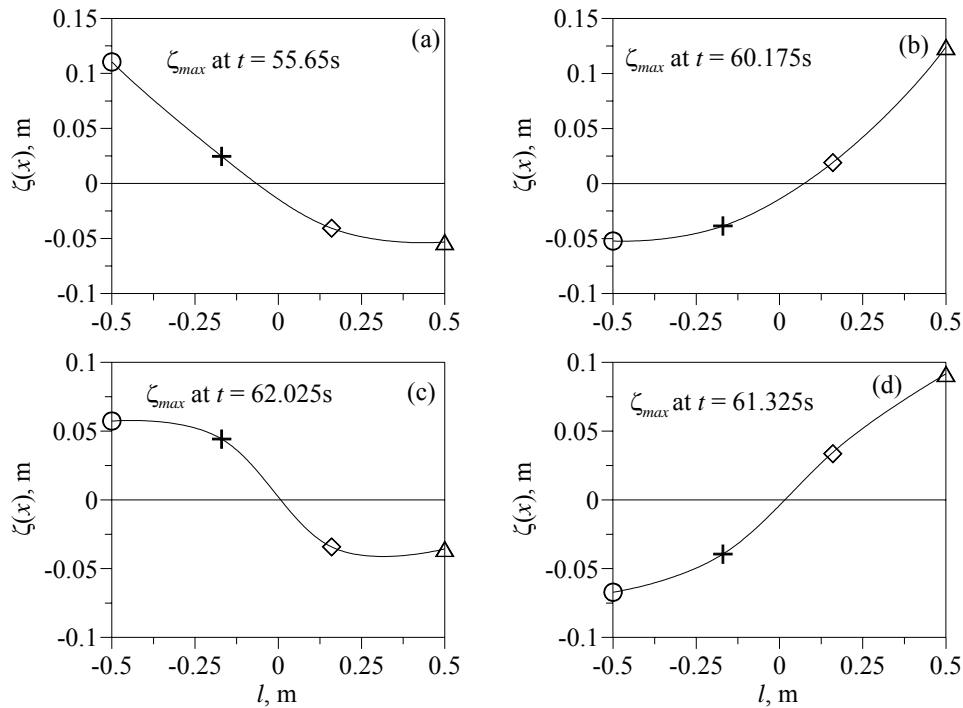 0.15
0.1
0.05
0
-0.05
-0.1
ζ(x), m
-0.5 -0.25 0 0.25 0.5
ζmax at t = 55.65s
(a)
0.15
0.1
0.05
0
-0.05
-0.1
ζ(x), m
-0.5 -0.25 0 0.25 0.5
ζmax at t = 60.175s
(b)
0.1
0.05
0
-0.05
-0.1
ζ(x), m
-0.5 -0.25 0 0.25 0.5
l, m
ζmax at t = 62.025s
(c)
0.1
0.05
0
-0.05
-0.1
ζ(x), m
-0.5 -0.25 0 0.25 0.5
l, m
ζmax at t = 61.325s
(d)